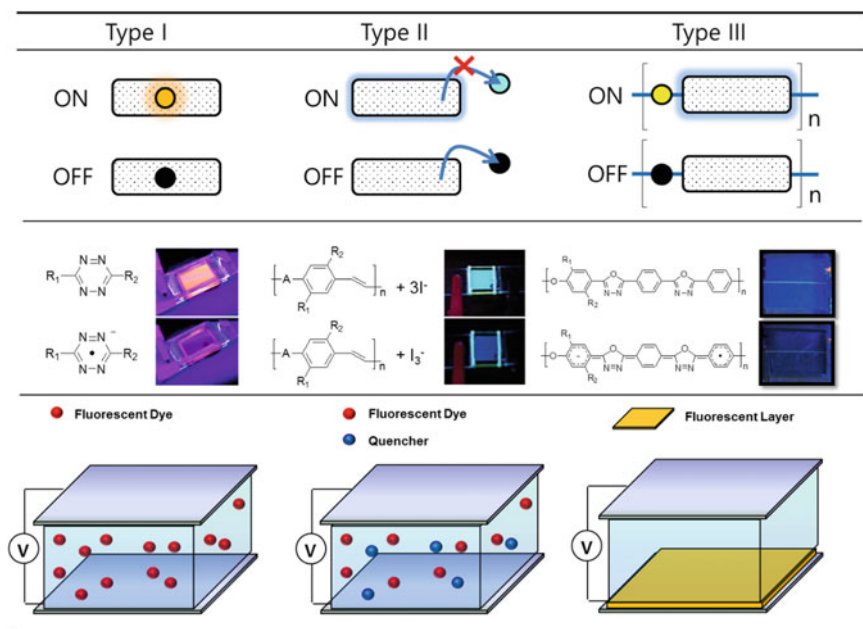 Type I Type II Type III
ON ON ON n
OFF OFF OFF n
R₁ N=N N-N R₂ A R₂ R₁ n + 3I⁻ O R₁ R₂ O N-N O N-N n
R₁ N=N N-N R₂ A R₂ R₁ n + I₃⁻ O R₁ R₂ O N=N O N=N n
Fluorescent Dye Fluorescent Dye Fluorescent Layer
Quencher
V V V